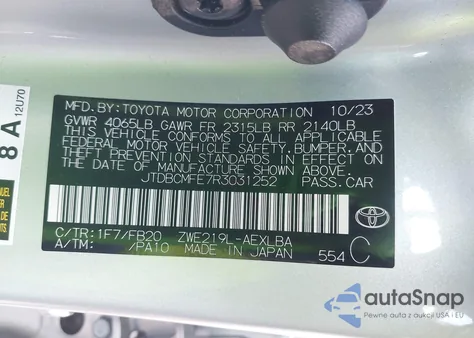 MFD.BY:TOYOTA MOTOR CORPORATION 10/23
GVWR 4065LB GAWR FR 2315LB RR 2140LB
THIS VEHICLE CONFORMS TO ALL APPLICABLE
FEDERAL MOTOR VEHICLE SAFETY, BUMPER, AND
THEFT PREVENTION STANDARDS IN EFFECT ON
THE DATE OF MANUFACTURE SHOWN ABOVE.
JTDBCMFE7R3031252 PASS.CAR
C/TR:1F7/FB20 ZWE219L-AEXLBA
A/TM: /PA10 MADE IN JAPAN 554 C
8 A
12U70
autoSnap
Pewne auta z aukcji USA i EU